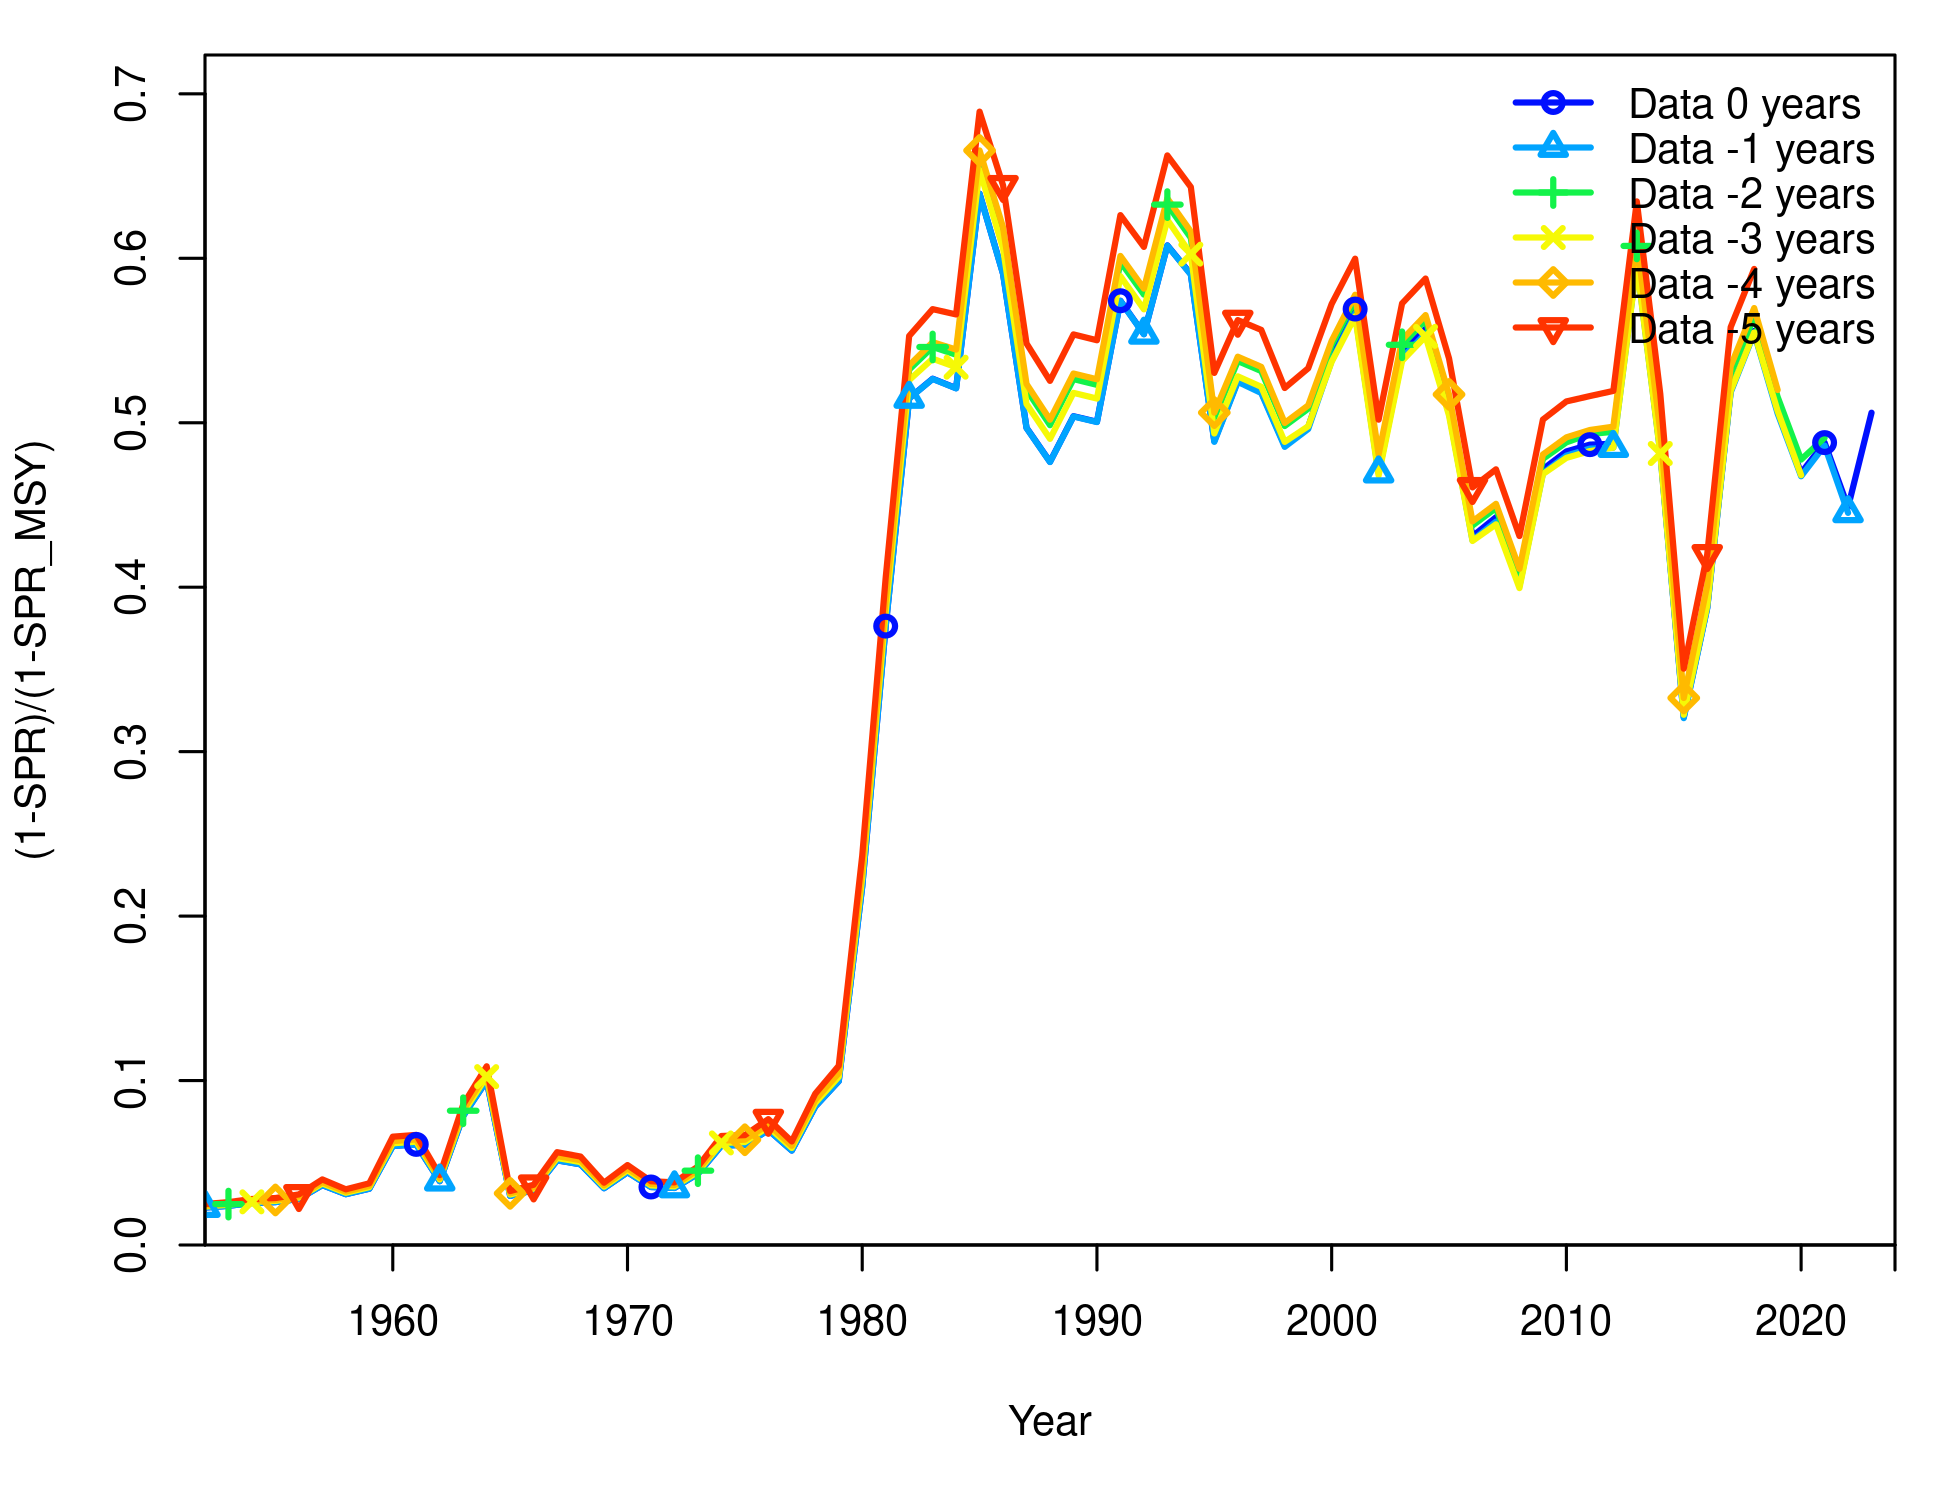 0.7
0.6
0.5
0.4
0.3
0.2
0.1
0.0
(1-SPR)/(1-SPR_MSY)
Data 0 years
Data -1 years
Data -2 years
Data -3 years
Data -4 years
Data -5 years
1960 1970 1980 1990 2000 2010 2020
Year